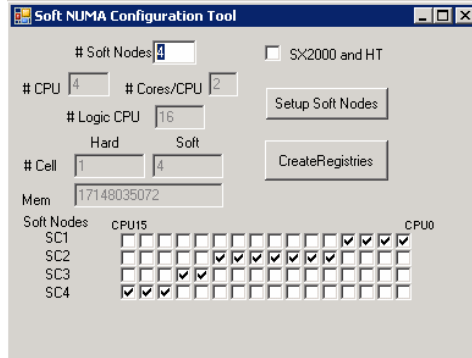 Soft NUMA Configuration Tool
# Soft Nodes 4
SX2000 and HT
# CPU 4 # Cores/CPU 2
Setup Soft Nodes
# Logic CPU 16
Hard Soft
# Cell 1 4
CreateRegistries
Mem 17148035072
Soft Nodes CPU15 CPU0
SC1
SC2
SC3
SC4